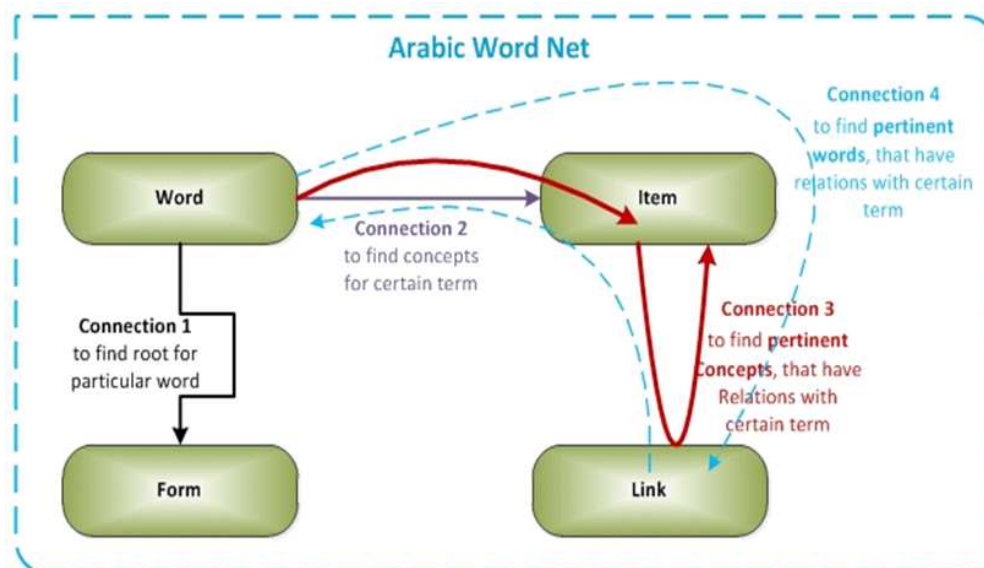 Arabic Word Net
Connection 4
to find pertinent
words, that have
relations with certain
term
Word
Item
Connection 2
to find concepts
for certain term
Connection 1
to find root for
particular word
Connection 3
to find pertinent
Concepts, that have
Relations with
certain term
Form
Link